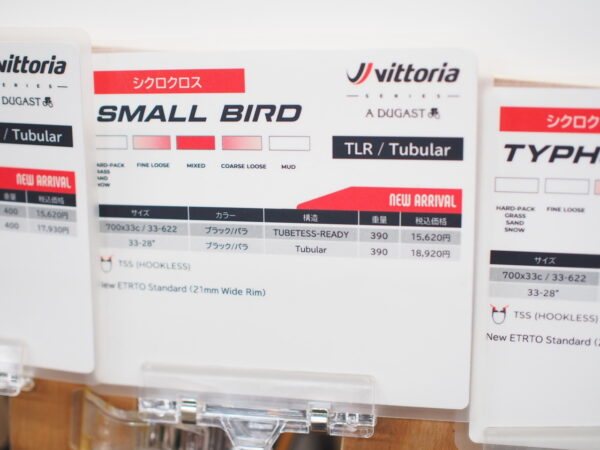 vittoria
SERIES
A DUGAST
/ Tubular
NEW ARRIVAL
重量 税込価格
400 15,620円
400 17,930円
シクロクロス
vittoria
SERIES
A DUGAST
SMALL BIRD
TLR / Tubular
HARD-PACK
GRASS
SAND
SNOW
FINE LOOSE
MIXED
COARSE LOOSE
MUD
NEW ARRIVAL
サイズ カラー 構造 重量 税込価格
700x33c / 33-622 ブラック/パラ TUBETESS-READY 390 15,620円
33-28" ブラック/パラ Tubular 390 18,920円
TSS (HOOKLESS)
New ETRTO Standard (21mm Wide Rim)
シクロク
TYPH
HARD-PACK
GRASS
SAND
SNOW
FINE LOOSE
サイズ
700x33c / 33-622
33-28"
TSS (HOOKLESS)
New ETRTO Standard (2